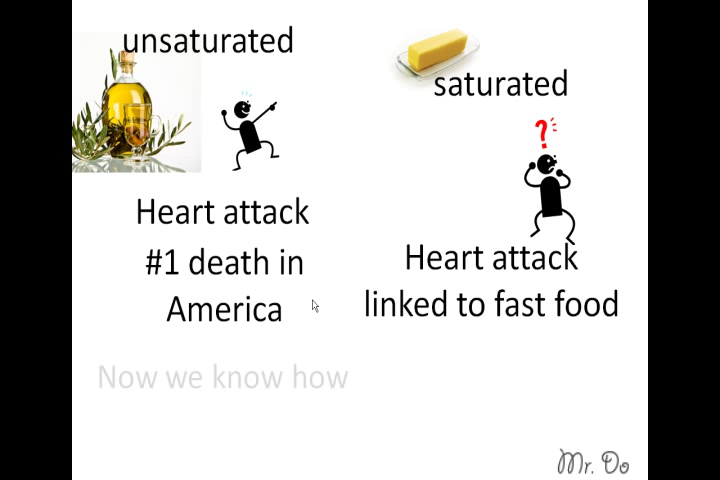 unsaturated
saturated
?
Heart attack
#1 death in
America
Heart attack
linked to fast food
Now we know how
Mr. Do